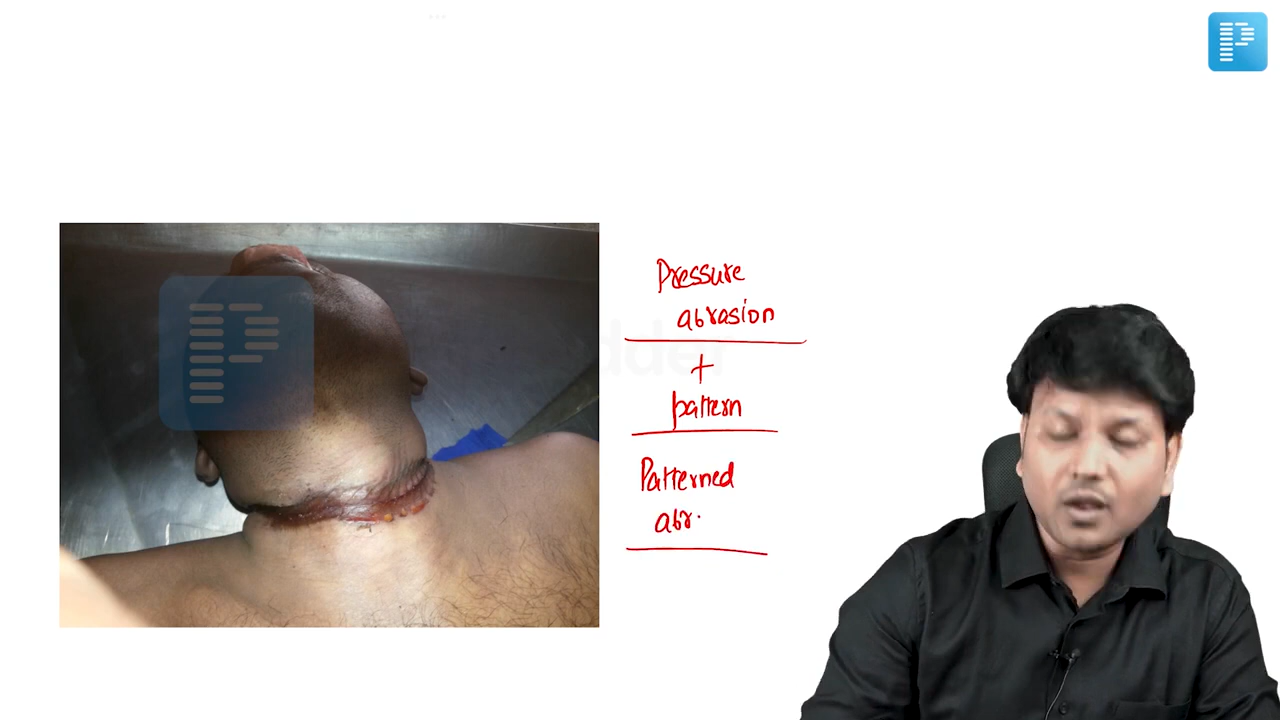 Pressure
abrasion
+
pattern
Patterned
abr.